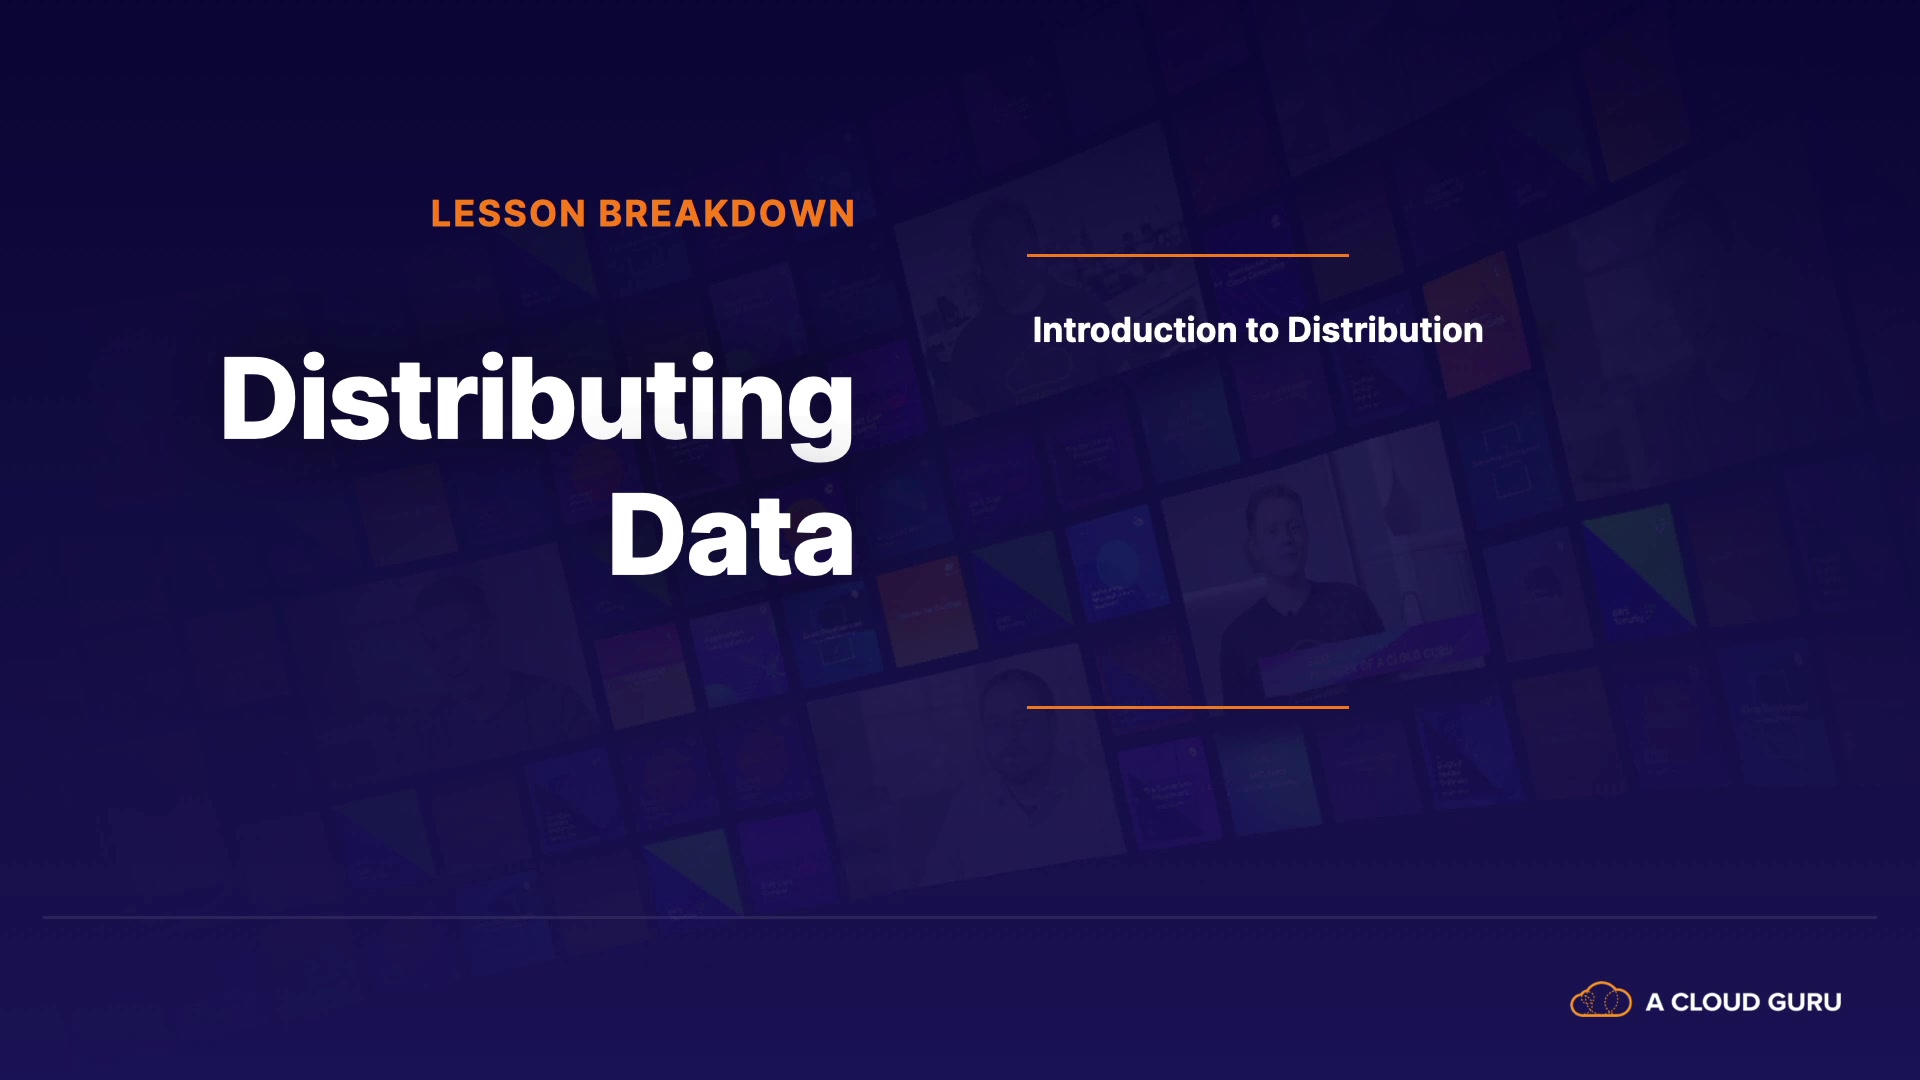 LESSON BREAKDOWN
Distributing
Data
Introduction to Distribution
A CLOUD GURU